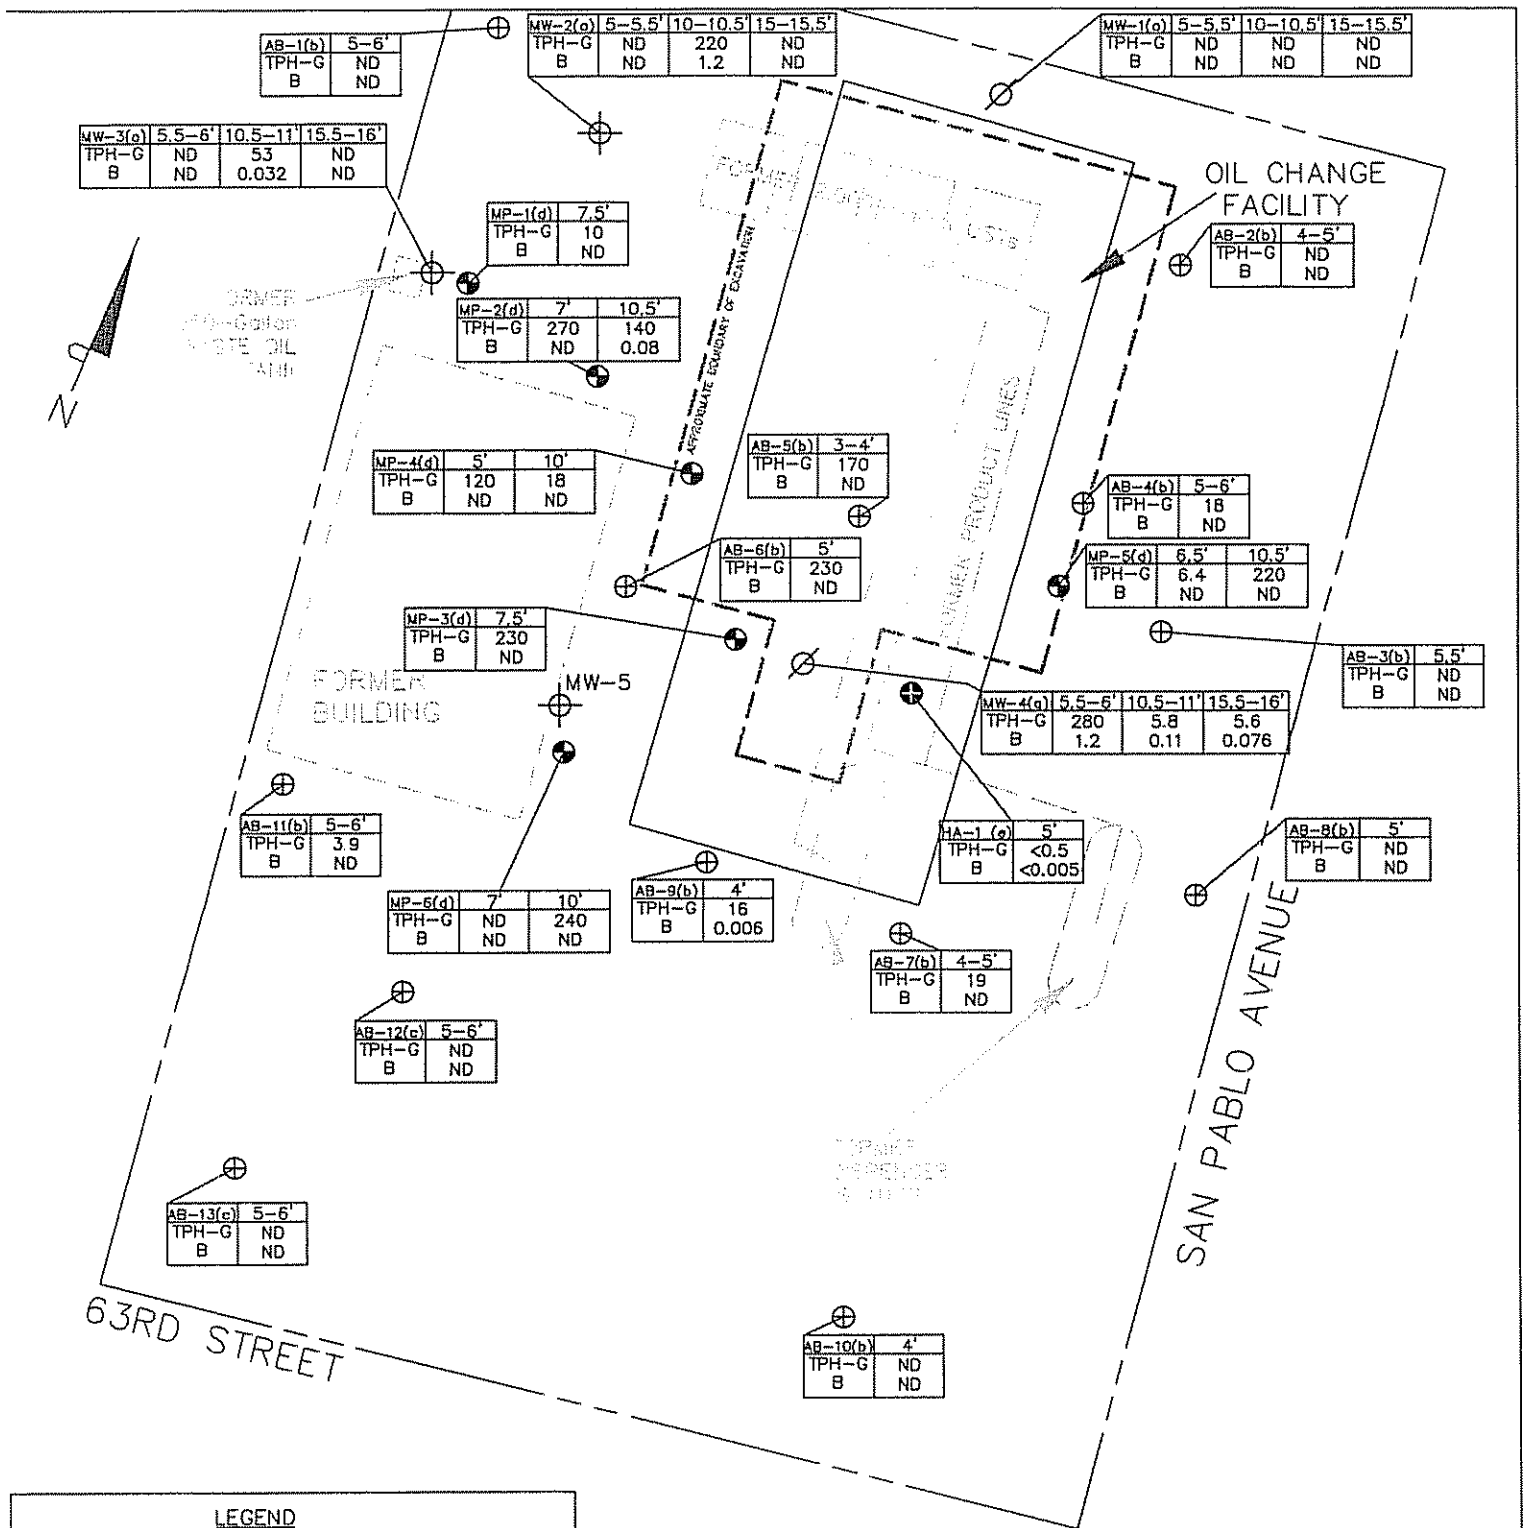 AB-1(b) 5-6'
TPH-G ND
B ND
MW-2(a) 5-5.5' 10-10.5' 15-15.5'
TPH-G ND 220 ND
B ND 1.2 ND
MW-1(a) 5-5.5' 10-10.5' 15-15.5'
TPH-G ND ND ND
B ND ND ND
MW-3(a) 5.5-6' 10.5-11' 15.5-16'
TPH-G ND 53 ND
B ND 0.032 ND
OIL CHANGE
FACILITY
FORMER
USTs
MP-1(d) 7.5'
TPH-G 10
B ND
AB-2(b) 4-5'
TPH-G ND
B ND
OIL
MP-2(d) 7' 10.5'
TPH-G 270 140
B ND 0.08
APPROXIMATE BOUNDARY OF EXCAVATION
N
PRODUCT LINES
MP-4(d) 5' 10'
TPH-G 120 18
B ND ND
AB-5(b) 3-4'
TPH-G 170
B ND
AB-4(b) 5-6'
TPH-G 18
B ND
AB-6(b) 5'
TPH-G 230
B ND
MP-5(d) 6.5' 10.5'
TPH-G 6.4 220
B ND ND
MP-3(d) 7.5'
TPH-G 230
B ND
AB-3(b) 5.5'
TPH-G ND
B ND
FORMER
BUILDING
MW-5
MW-4(a) 5.5-6' 10.5-11' 15.5-16'
TPH-G 280 5.8 5.6
B 1.2 0.11 0.076
AB-11(b) 5-6'
TPH-G 3.9
B ND
HA-1 (e) 5'
TPH-G <0.5
B <0.005
AB-8(b) 5'
TPH-G ND
B ND
MP-6(d) 7' 10'
TPH-G ND 240
B ND ND
AB-9(b) 4'
TPH-G 16
B 0.006
AB-7(b) 4-5'
TPH-G 19
B ND
AB-12(c) 5-6'
TPH-G ND
B ND
SAN PABLO AVENUE
AB-13(c) 5-6'
TPH-G ND
B ND
63RD STREET
AB-10(b) 4'
TPH-G ND
B ND
LEGEND